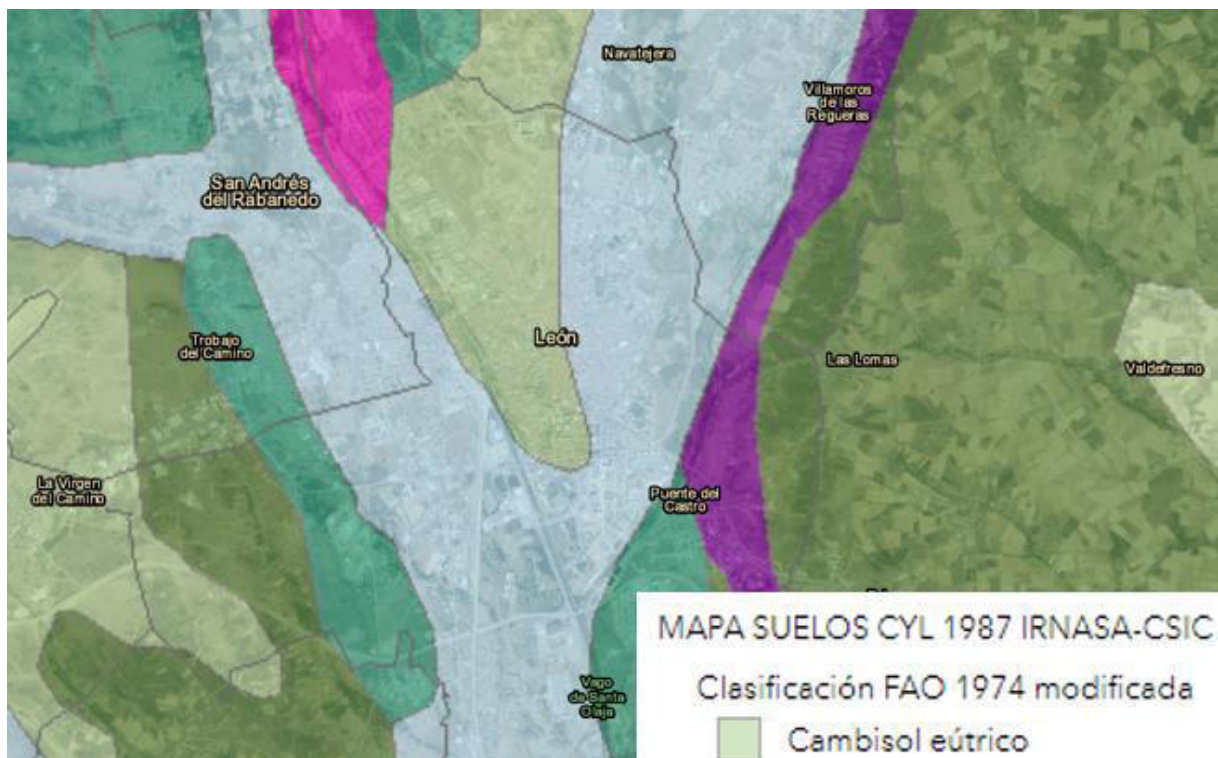 Navatejera
Villamoros
de las
Regueras
San Andrés
del Rabanedo
León
Trobajo
del Camino
Las Lomas
Valdefresno
La Virgen
del Camino
Puente del
Castro
Vago
de Santa
Olaja
MAPA SUELOS CYL 1987 IRNASA-CSIC
Clasificación FAO 1974 modificada
Cambisol eútrico